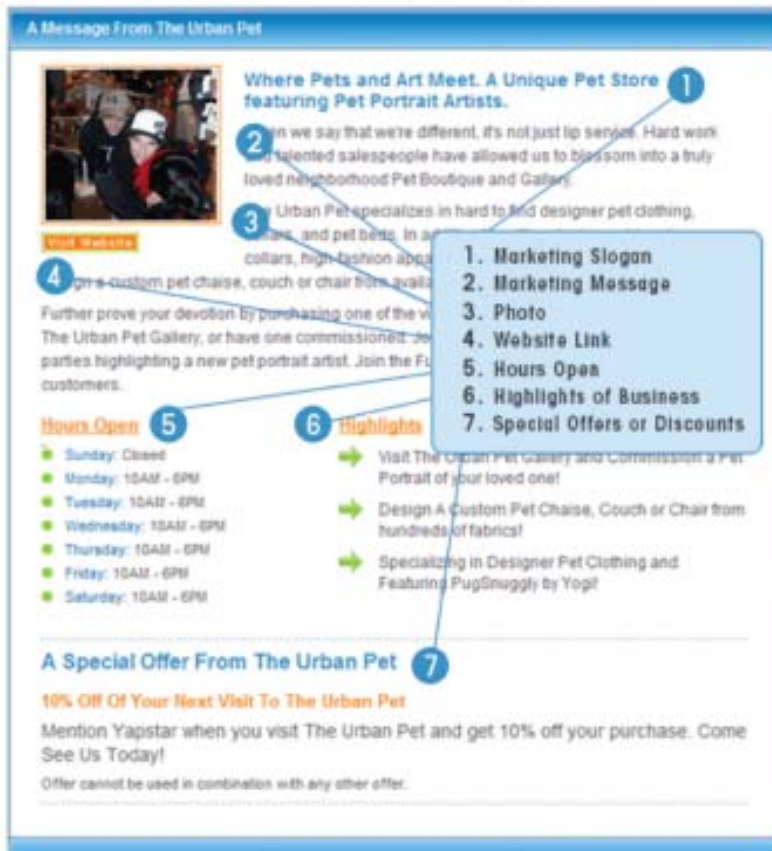 A Message From The Urban Pet
Where Pets and Art Meet. A Unique Pet Store
featuring Pet Portrait Artists.
1
2
we say that we're different, it's not just lip service. Hard work
talented salespeople have allowed us to blossom into a truly
loved neighborhood Pet Boutique and Gallery.
3
Urban Pet specializes in hard to find designer pet clothing,
and pet beds. In
Visit Website
collars, high-fashion
4
a custom pet chaise, couch or chair from
Further prove your devotion by purchasing one of the
The Urban Pet Gallery, or have one commissioned.
parties highlighting a new pet portrait artist. Join the
customers.
1. Marketing Slogan
2. Marketing Message
3. Photo
4. Website Link
5. Hours Open
6. Highlights of Business
7. Special Offers or Discounts
Hours Open 5
Sunday: Closed
Monday: 10AM - 6PM
Tuesday: 10AM - 6PM
Wednesday: 10AM - 6PM
Thursday: 10AM - 6PM
Friday: 10AM - 6PM
Saturday: 10AM - 6PM
6 Highlights
Visit The Urban Pet Gallery and Commission a Pet
Portrait of your loved one!
Design A Custom Pet Chaise, Couch or Chair from
hundreds of fabrics!
Specializing in Designer Pet Clothing and
Featuring PugSnuggly by Yogi!
A Special Offer From The Urban Pet 7
10% Off Of Your Next Visit To The Urban Pet
Mention Yapstar when you visit The Urban Pet and get 10% off your purchase. Come
See Us Today!
Offer cannot be used in combination with any other offer.